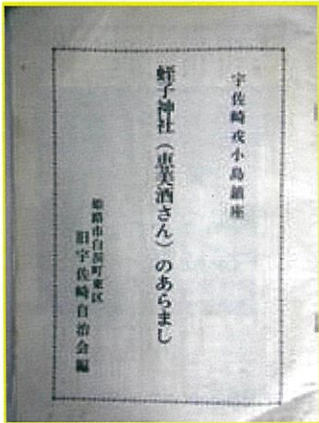 宇佐崎戎小島鎮座
蛭子神社(恵美酒さん)のあらまし
姫路市白浜町東区
旧宇佐崎自治会編